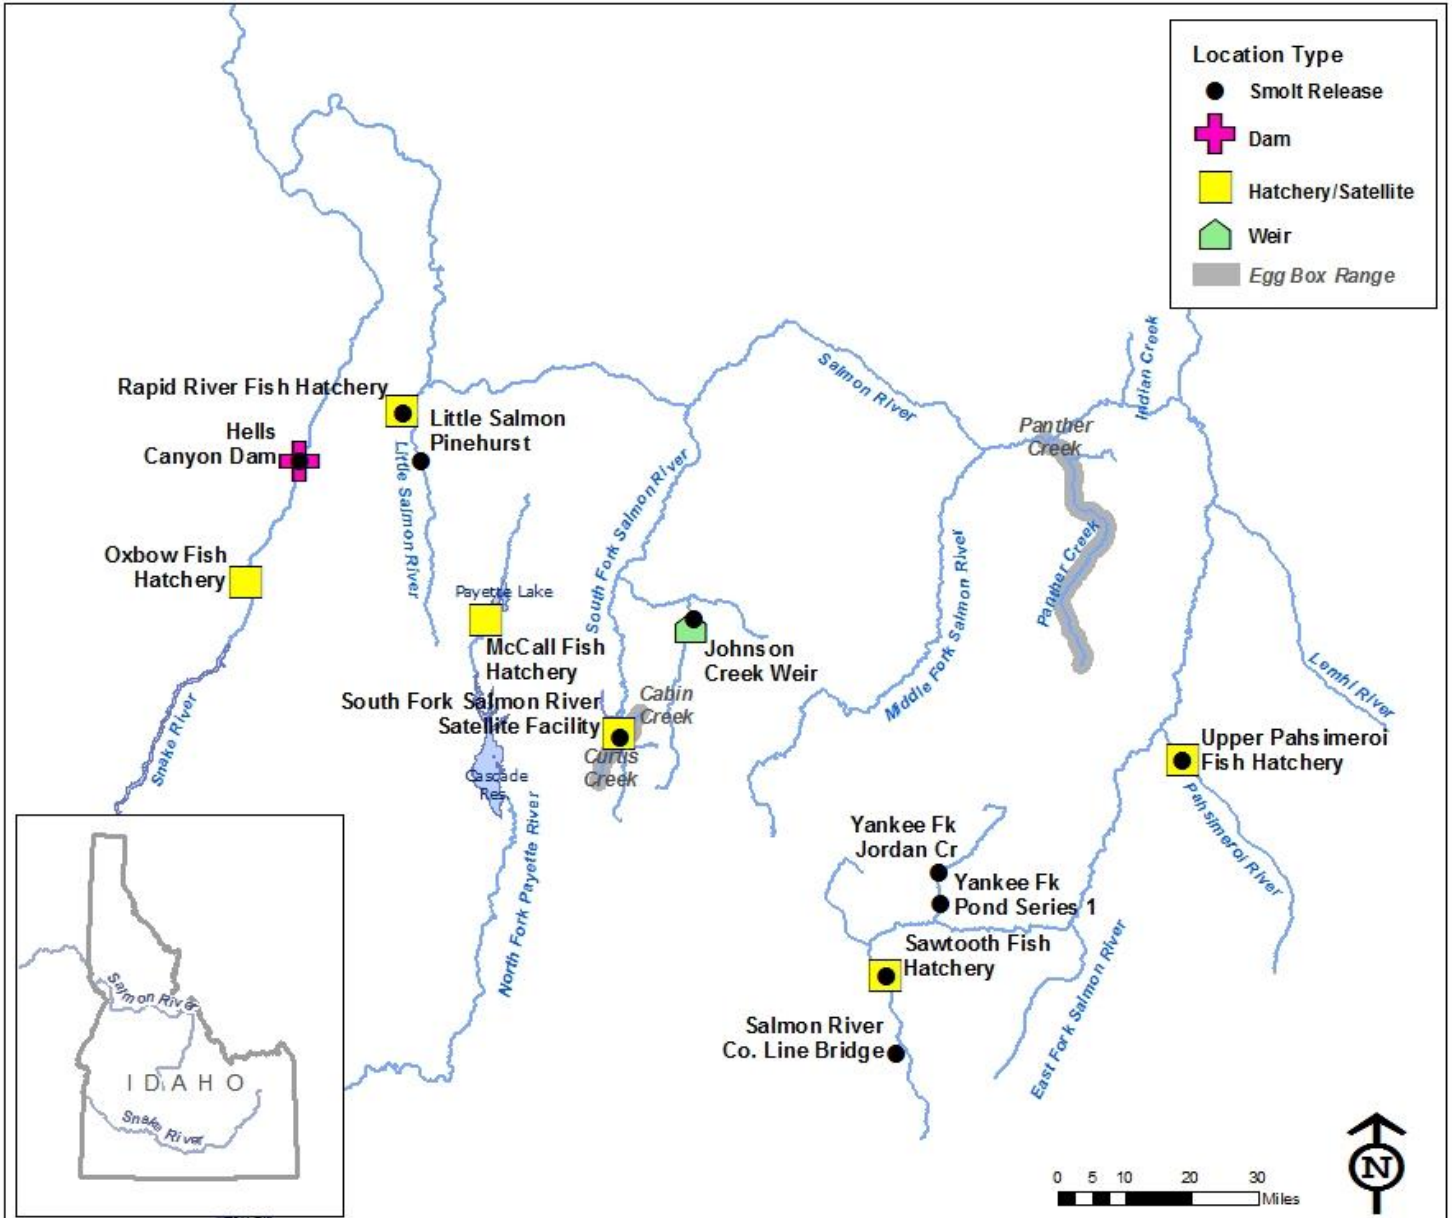 Location Type
Smolt Release
Dam
Hatchery/Satellite
Weir
Egg Box Range
Indian Creek
Salmon River
Rapid River Fish Hatchery
Little Salmon
Pinehurst
Hells
Canyon Dam
Panther
Creek
Little Salmon River
South Fork Salmon River
Oxbow Fish
Hatchery
Payette Lake
Middle Fork Salmon River
Panther Creek
McCall Fish
Hatchery
Johnson
Creek Weir
Lemhi River
South Fork Salmon River
Satellite Facility
Cabin
Creek
Snake River
Curtis
Creek
Cascade
Res.
Upper Pahsimeroi
Fish Hatchery
Pahsimeroi River
North Fork Payette River
Yankee Fk
Jordan Cr
Yankee Fk
Pond Series 1
Sawtooth Fish
Hatchery
East Fork Salmon River
Salmon River
Co. Line Bridge
Salmon River
IDAHO
Snake River
0 5 10 20 30
Miles
N